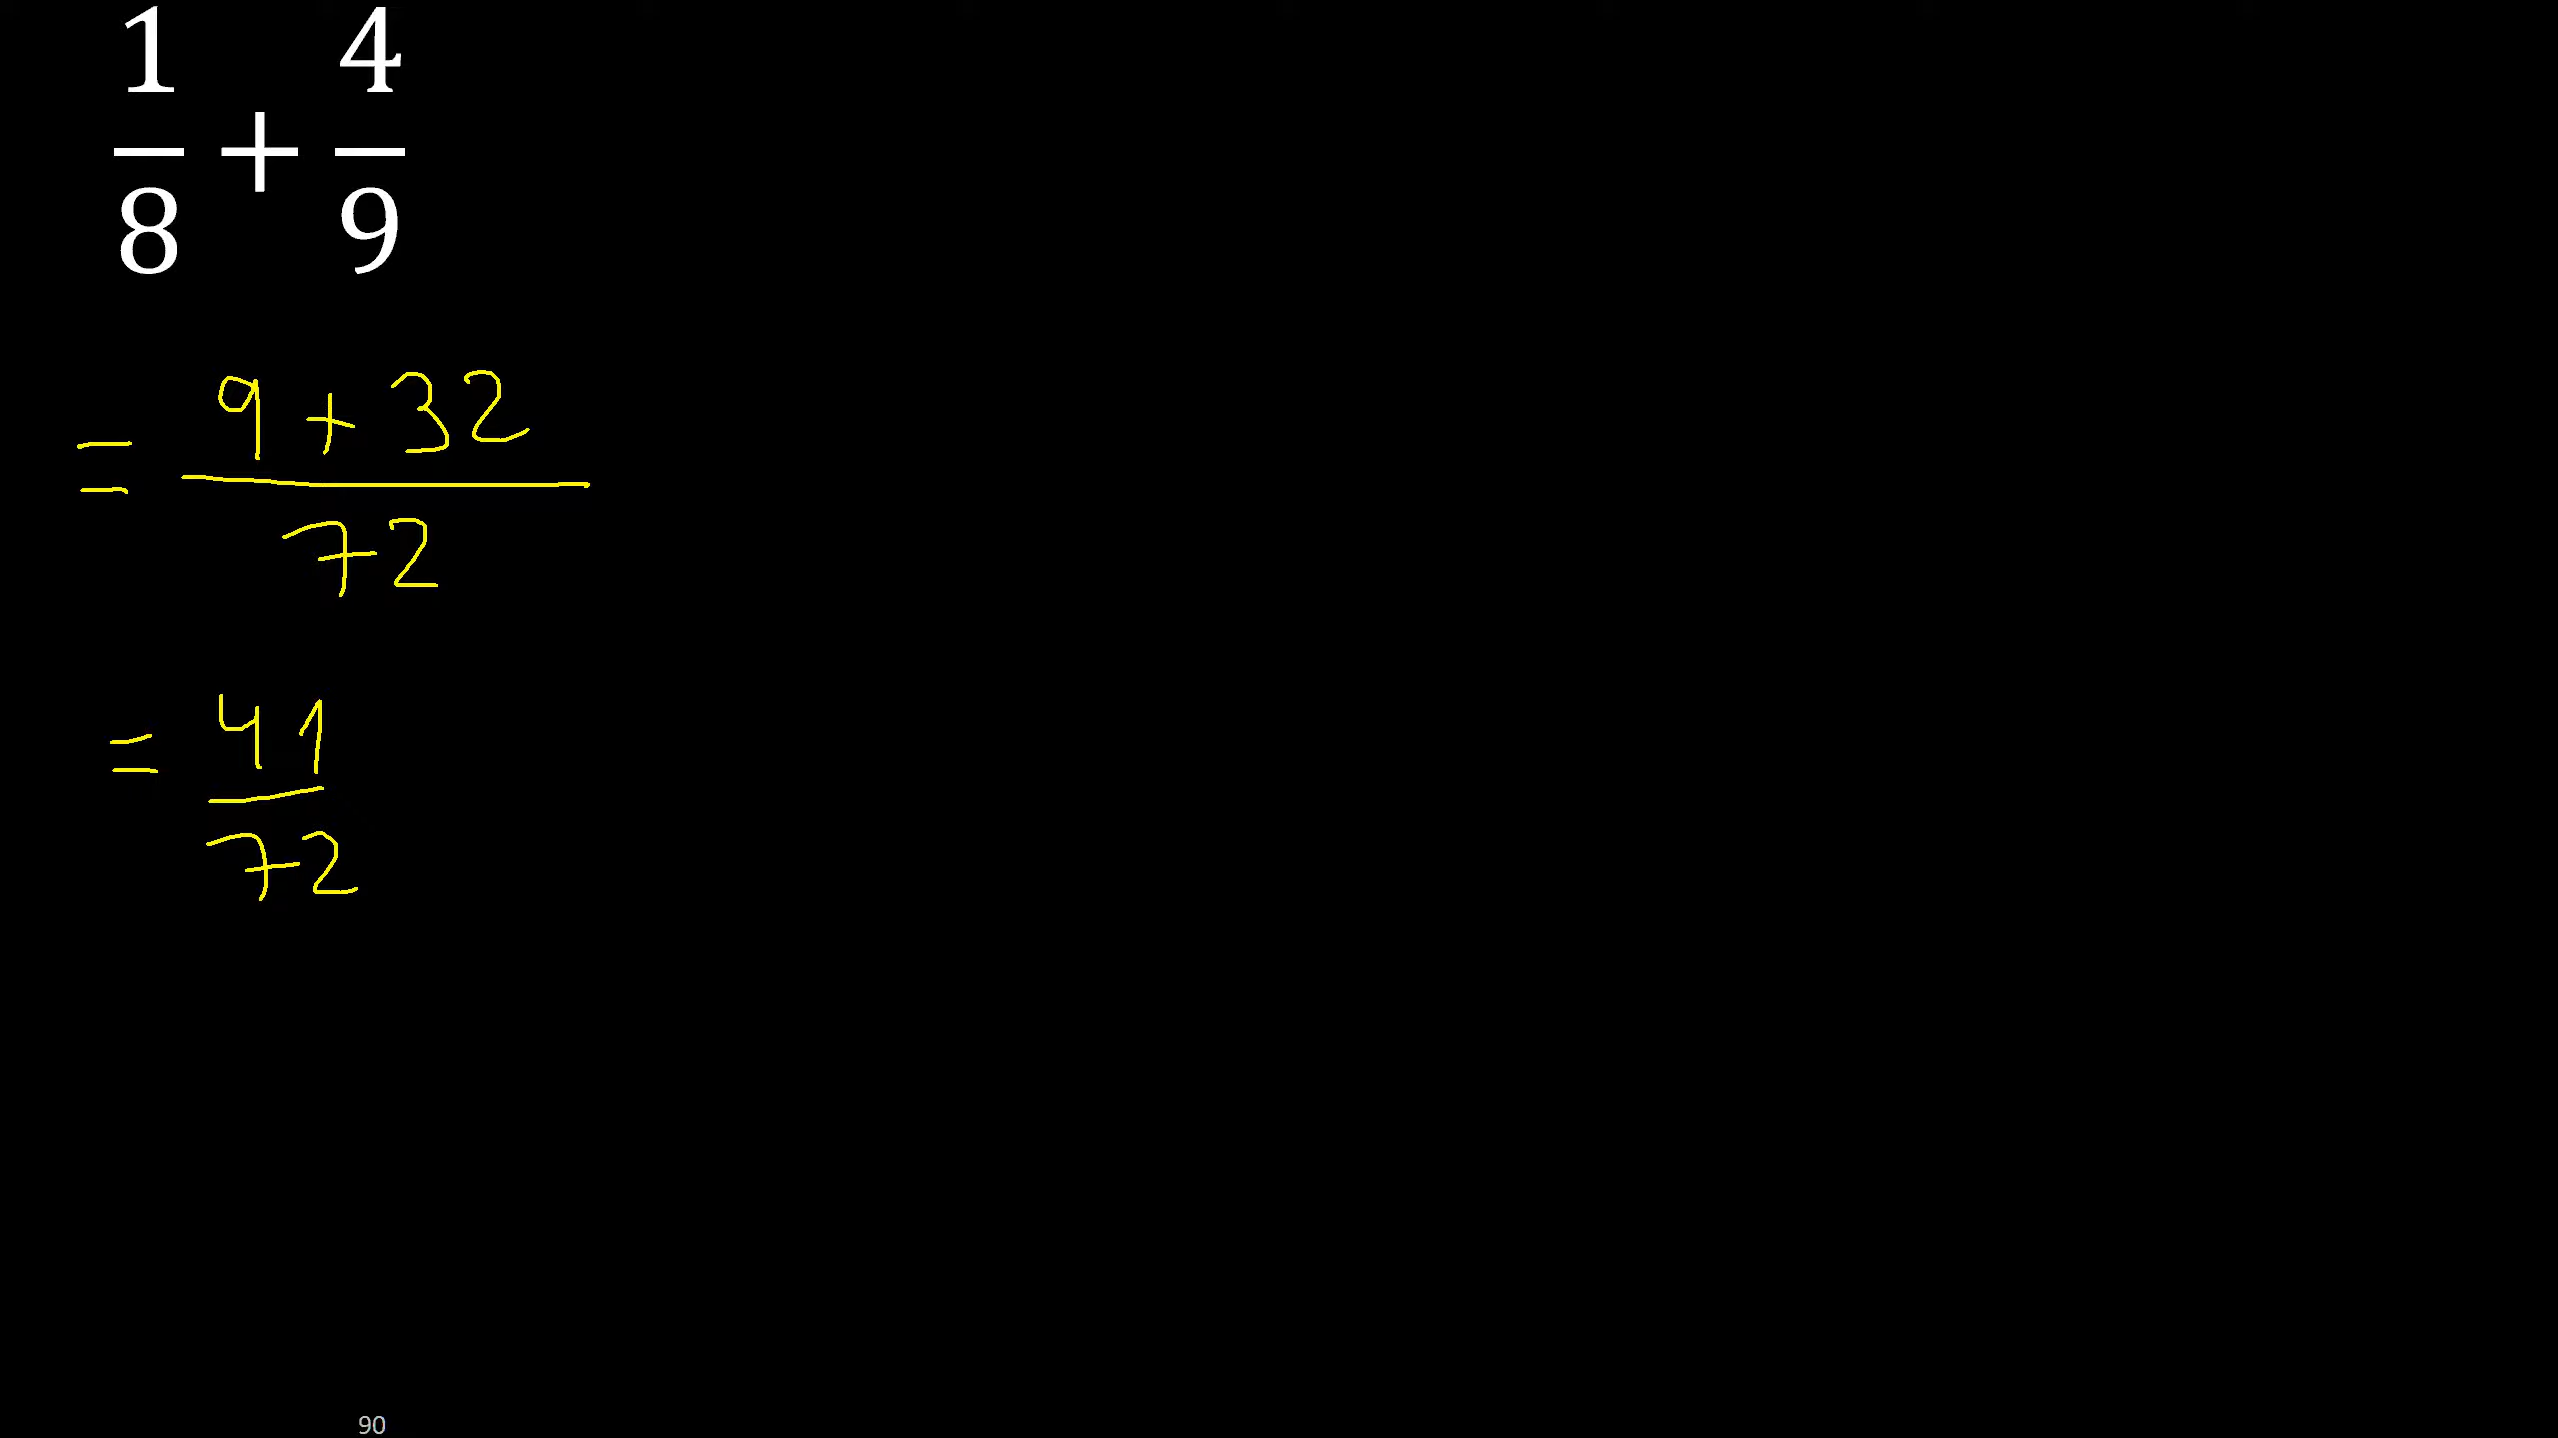 1/8 + 4/9
= (9 + 32)/72
= 41/72
90